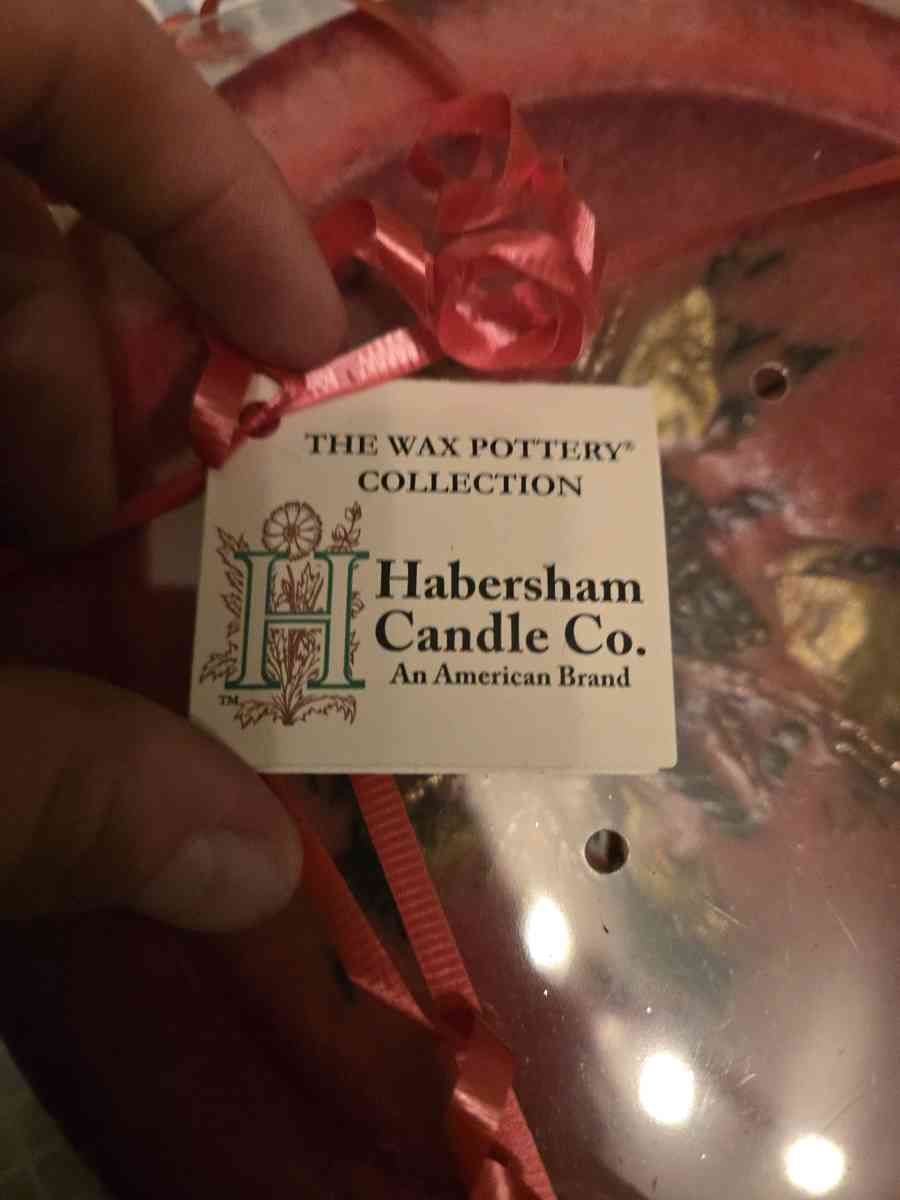 THE WAX POTTERY®
COLLECTION
H
Habersham
Candle Co.
An American Brand
TM